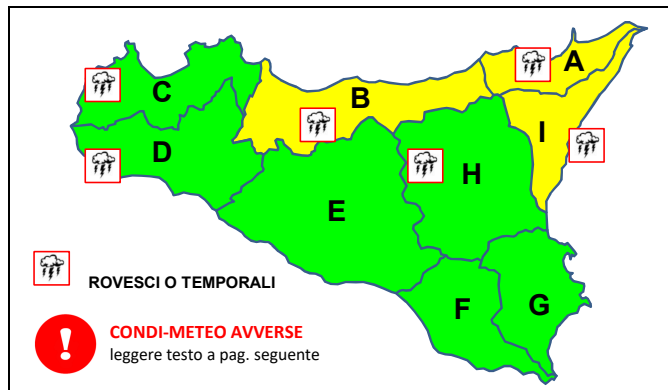 A
C
B
I
D
H
E
ROVESCI O TEMPORALI
F
G
!
CONDI-METEO AVVERSE
leggere testo a pag. seguente